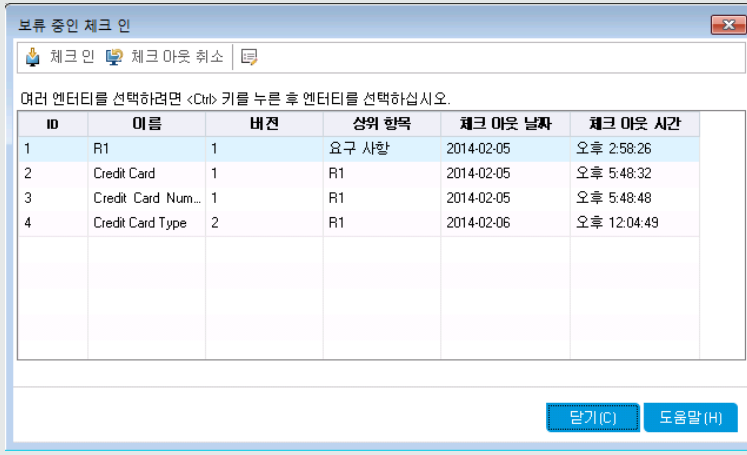 보류 중인 체크 인
체크 인 체크 아웃 취소
여러 엔터티를 선택하려면 <Ctrl> 키를 누른 후 엔터티를 선택하십시오.
ID 이름 버전 상위 항목 체크 아웃 날짜 체크 아웃 시간
1 R1 1 요구 사항 2014-02-05 오후 2:58:26
2 Credit Card 1 R1 2014-02-05 오후 5:48:32
3 Credit Card Num... 1 R1 2014-02-05 오후 5:48:48
4 Credit Card Type 2 R1 2014-02-06 오후 12:04:49
닫기(C) 도움말(H)